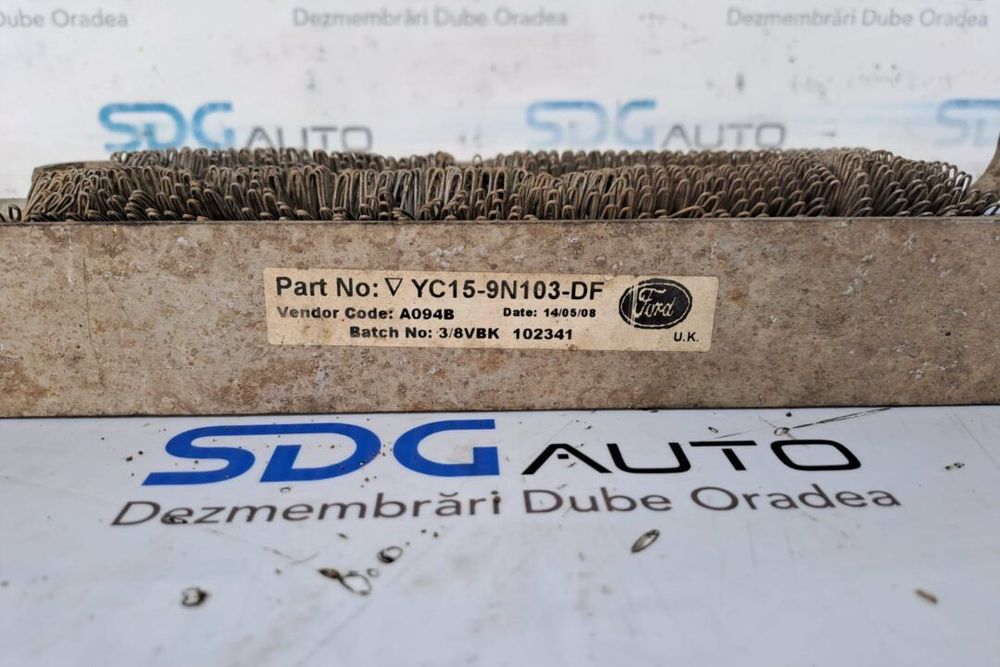 Dezmembrări Dube Oradea
Dezmembrări Dube Oradea
SDG AUTO
SDG AUTO
SDG
Part No: ▽ YC15-9N103-DF
Ford
Vendor Code: A094B Date: 14/05/08
Batch No: 3/8VBK 102341
U.K.
SDG AUTO
Dezmembrări Dube Oradea